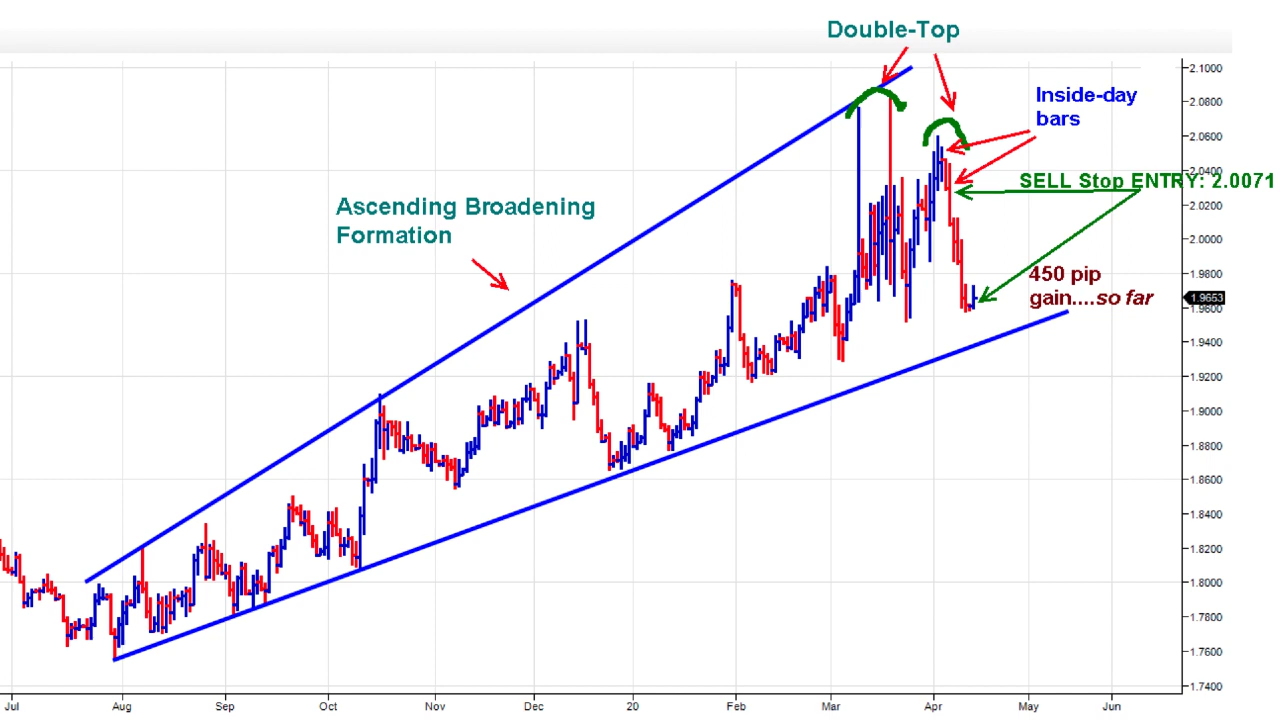 Double-Top
2.1000
2.0800
Inside-day
bars
2.0600
2.0400
SELL Stop ENTRY: 2.0071
2.0200
Ascending Broadening
Formation
2.0000
1.9800
450 pip
gain....so far
1.9653
1.9600
1.9400
1.9200
1.9000
1.8800
1.8600
1.8400
1.8200
1.8000
1.7800
1.7600
1.7400
Jul Aug Sep Oct Nov Dec 20 Feb Mar Apr May Jun